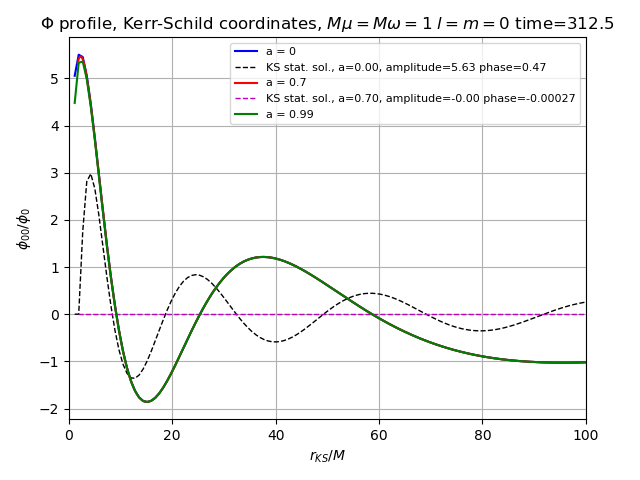 Φ profile, Kerr-Schild coordinates, Mμ = Mω = 1 l = m = 0 time=312.5
a = 0
KS stat. sol., a=0.00, amplitude=5.63 phase=0.47
a = 0.7
KS stat. sol., a=0.70, amplitude=-0.00 phase=-0.00027
a = 0.99
5
4
3
2
1
0
−1
−2
ϕ₀₀/ϕ₀
0 20 40 60 80 100
r_{KS}/M